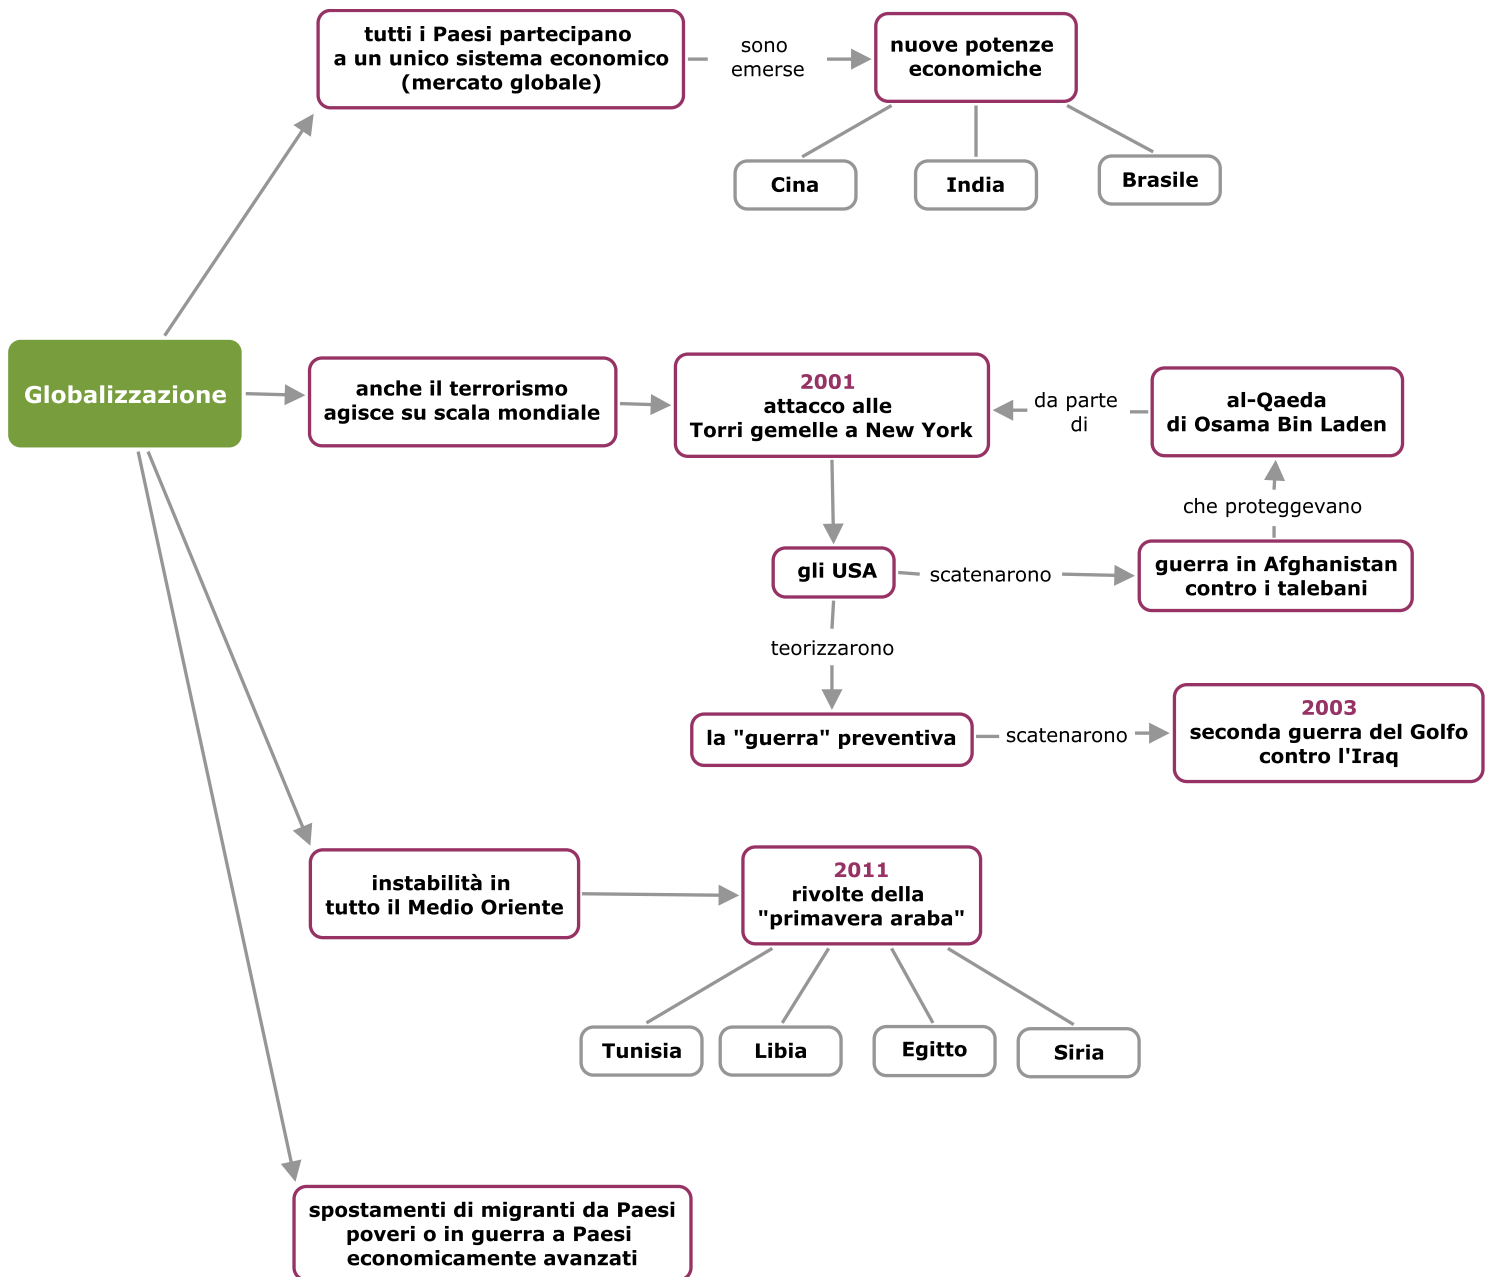 tutti i Paesi partecipano
a un unico sistema economico
(mercato globale)
sono
emerse
nuove potenze
economiche
Cina
India
Brasile
Globalizzazione
anche il terrorismo
agisce su scala mondiale
2001
attacco alle
Torri gemelle a New York
da parte
di
al-Qaeda
di Osama Bin Laden
che proteggevano
gli USA
scatenarono
guerra in Afghanistan
contro i talebani
teorizzarono
la "guerra" preventiva
scatenarono
2003
seconda guerra del Golfo
contro l'Iraq
instabilità in
tutto il Medio Oriente
2011
rivolte della
"primavera araba"
Tunisia
Libia
Egitto
Siria
spostamenti di migranti da Paesi
poveri o in guerra a Paesi
economicamente avanzati